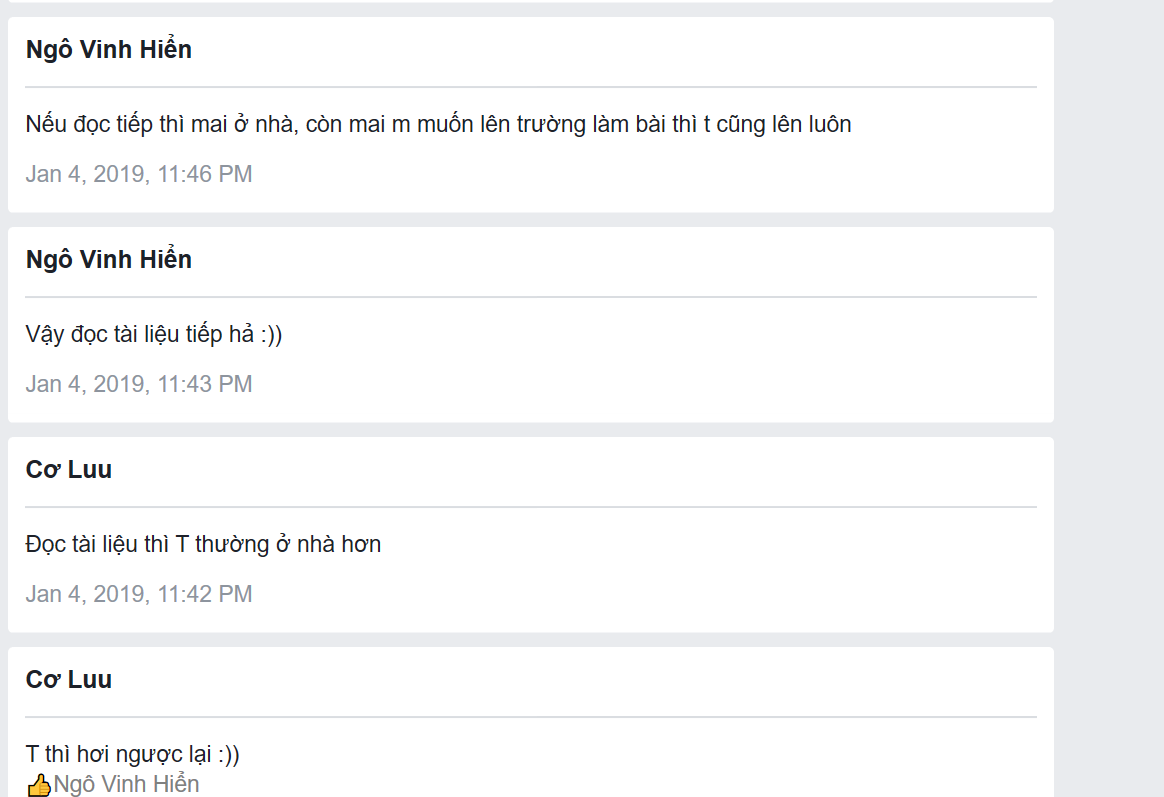 Ngô Vinh Hiển
Nếu đọc tiếp thì mai ở nhà, còn mai m muốn lên trường làm bài thì t cũng lên luôn
Jan 4, 2019, 11:46 PM
Ngô Vinh Hiển
Vậy đọc tài liệu tiếp hả :))
Jan 4, 2019, 11:43 PM
Cơ Luu
Đọc tài liệu thì T thường ở nhà hơn
Jan 4, 2019, 11:42 PM
Cơ Luu
T thì hơi ngược lại :))
👍Ngô Vinh Hiển